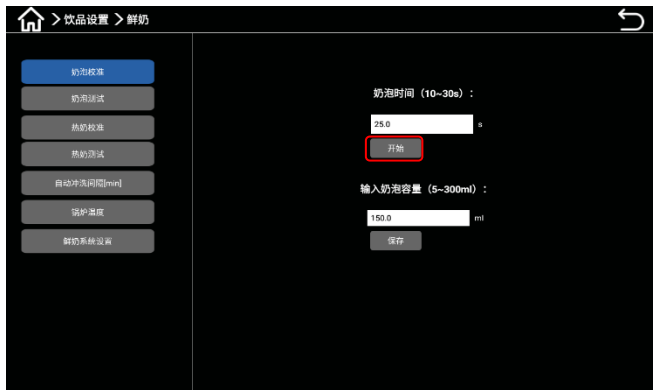 > 饮品设置 > 鲜奶
奶泡校准
奶泡测试
热奶校准
热奶测试
自动冲洗间隔[min]
锅炉温度
鲜奶系统设置
奶泡时间（10~30s）：
25.0 s
开始
输入奶泡容量（5~300ml）：
150.0 ml
保存